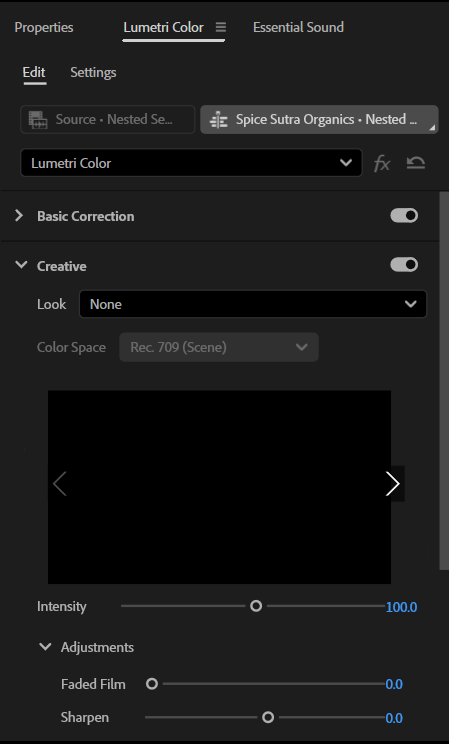 Properties Lumetri Color Essential Sound
Edit Settings
Source • Nested Se... Spice Sutra Organics • Nested ...
Lumetri Color fx
Basic Correction
Creative
Look None
Color Space Rec. 709 (Scene)
Intensity 100.0
Adjustments
Faded Film 0.0
Sharpen 0.0